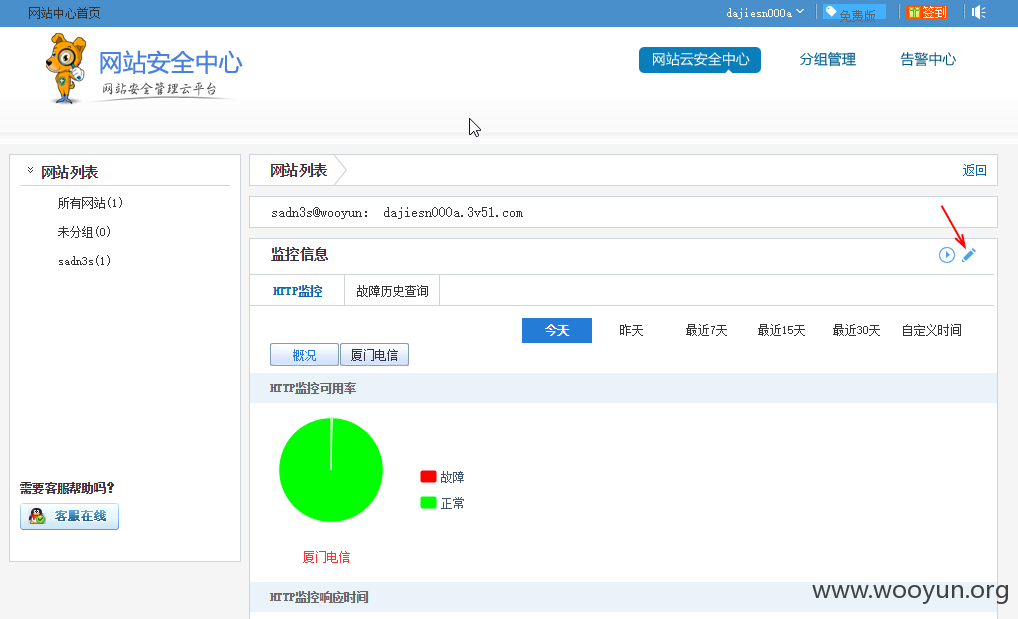 网站中心首页 dajiesn000a 免费版 签到
网站安全中心
网站安全管理云平台
网站云安全中心 分组管理 告警中心
网站列表
所有网站(1)
未分组(0)
sadn3s(1)
需要客服帮助吗?
客服在线
网站列表 返回
sadn3s@wooyun: dajiesn000a.3v51.com
监控信息
HTTP监控 故障历史查询
今天 昨天 最近7天 最近15天 最近30天 自定义时间
概况 厦门电信
HTTP监控可用率
故障
正常
厦门电信
HTTP监控响应时间
www.wooyun.org